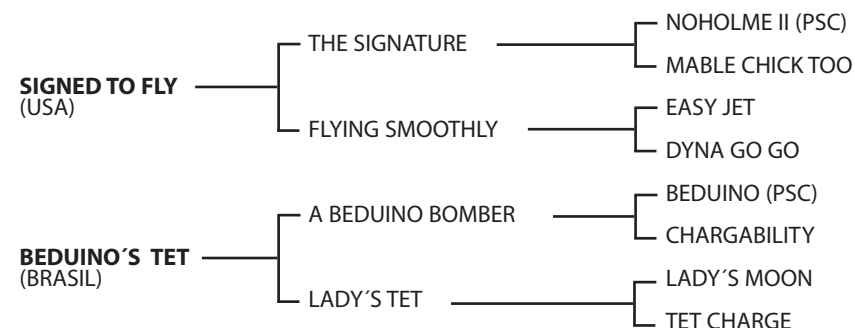 NOHOLME II (PSC)
THE SIGNATURE
MABLE CHICK TOO
SIGNED TO FLY
(USA)
EASY JET
FLYING SMOOTHLY
DYNA GO GO
BEDUINO (PSC)
A BEDUINO BOMBER
CHARGABILITY
BEDUINO´S TET
(BRASIL)
LADY´S MOON
LADY´S TET
TET CHARGE